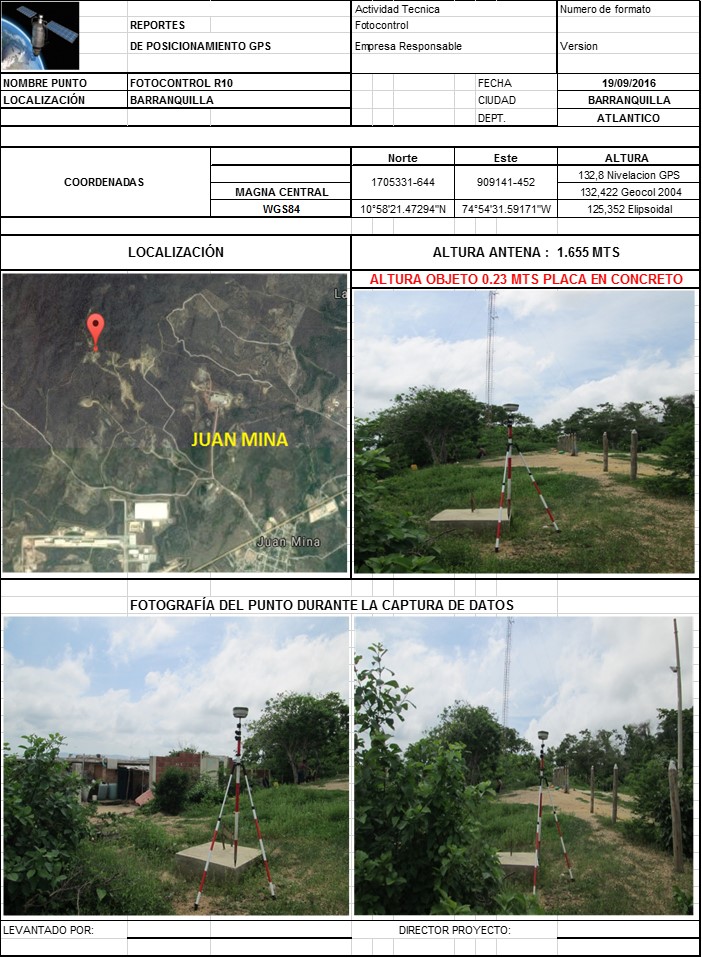 Actividad Tecnica
Numero de formato
REPORTES
Fotocontrol
DE POSICIONAMIENTO GPS
Empresa Responsable
Version
NOMBRE PUNTO
FOTOCONTROL R10
FECHA
19/09/2016
LOCALIZACIÓN
BARRANQUILLA
CIUDAD
BARRANQUILLA
DEPT.
ATLANTICO
COORDENADAS
Norte
Este
ALTURA
MAGNA CENTRAL
1705331-644
909141-452
132,8 Nivelacion GPS
132,422 Geocol 2004
WGS84
10°58'21.47294"N
74°54'31.59171"W
125,352 Elipsoidal
LOCALIZACIÓN
ALTURA ANTENA : 1.655 MTS
ALTURA OBJETO 0.23 MTS PLACA EN CONCRETO
La
JUAN MINA
Juan Mina
FOTOGRAFÍA DEL PUNTO DURANTE LA CAPTURA DE DATOS
LEVANTADO POR:
DIRECTOR PROYECTO: